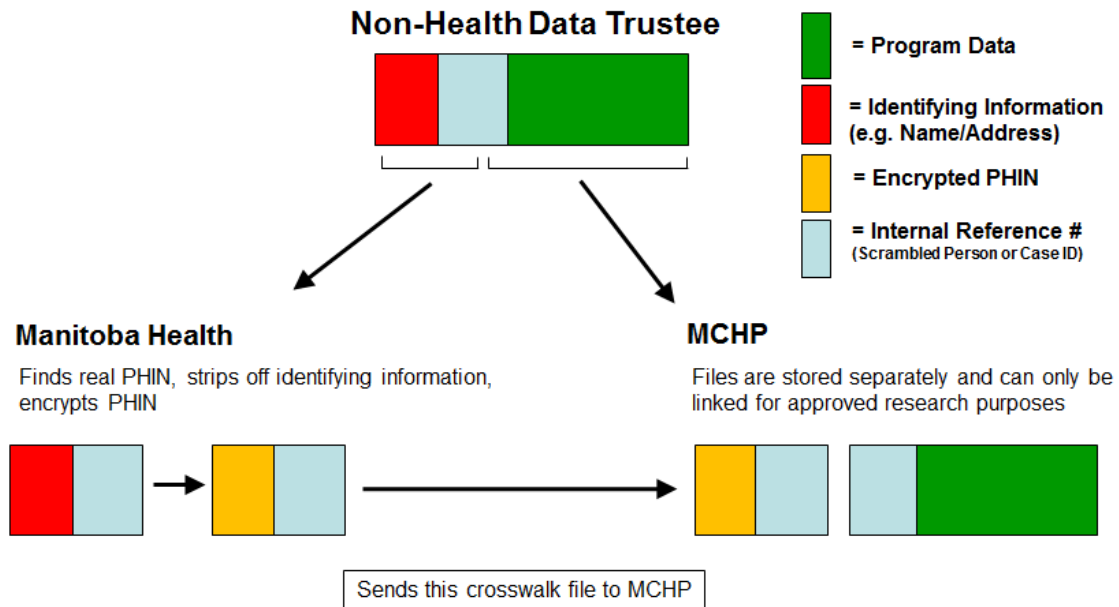 Non-Health Data Trustee
= Program Data
= Identifying Information
(e.g. Name/Address)
= Encrypted PHIN
= Internal Reference #
(Scrambled Person or Case ID)
Manitoba Health
Finds real PHIN, strips off identifying information,
encrypts PHIN
MCHP
Files are stored separately and can only be
linked for approved research purposes
Sends this crosswalk file to MCHP